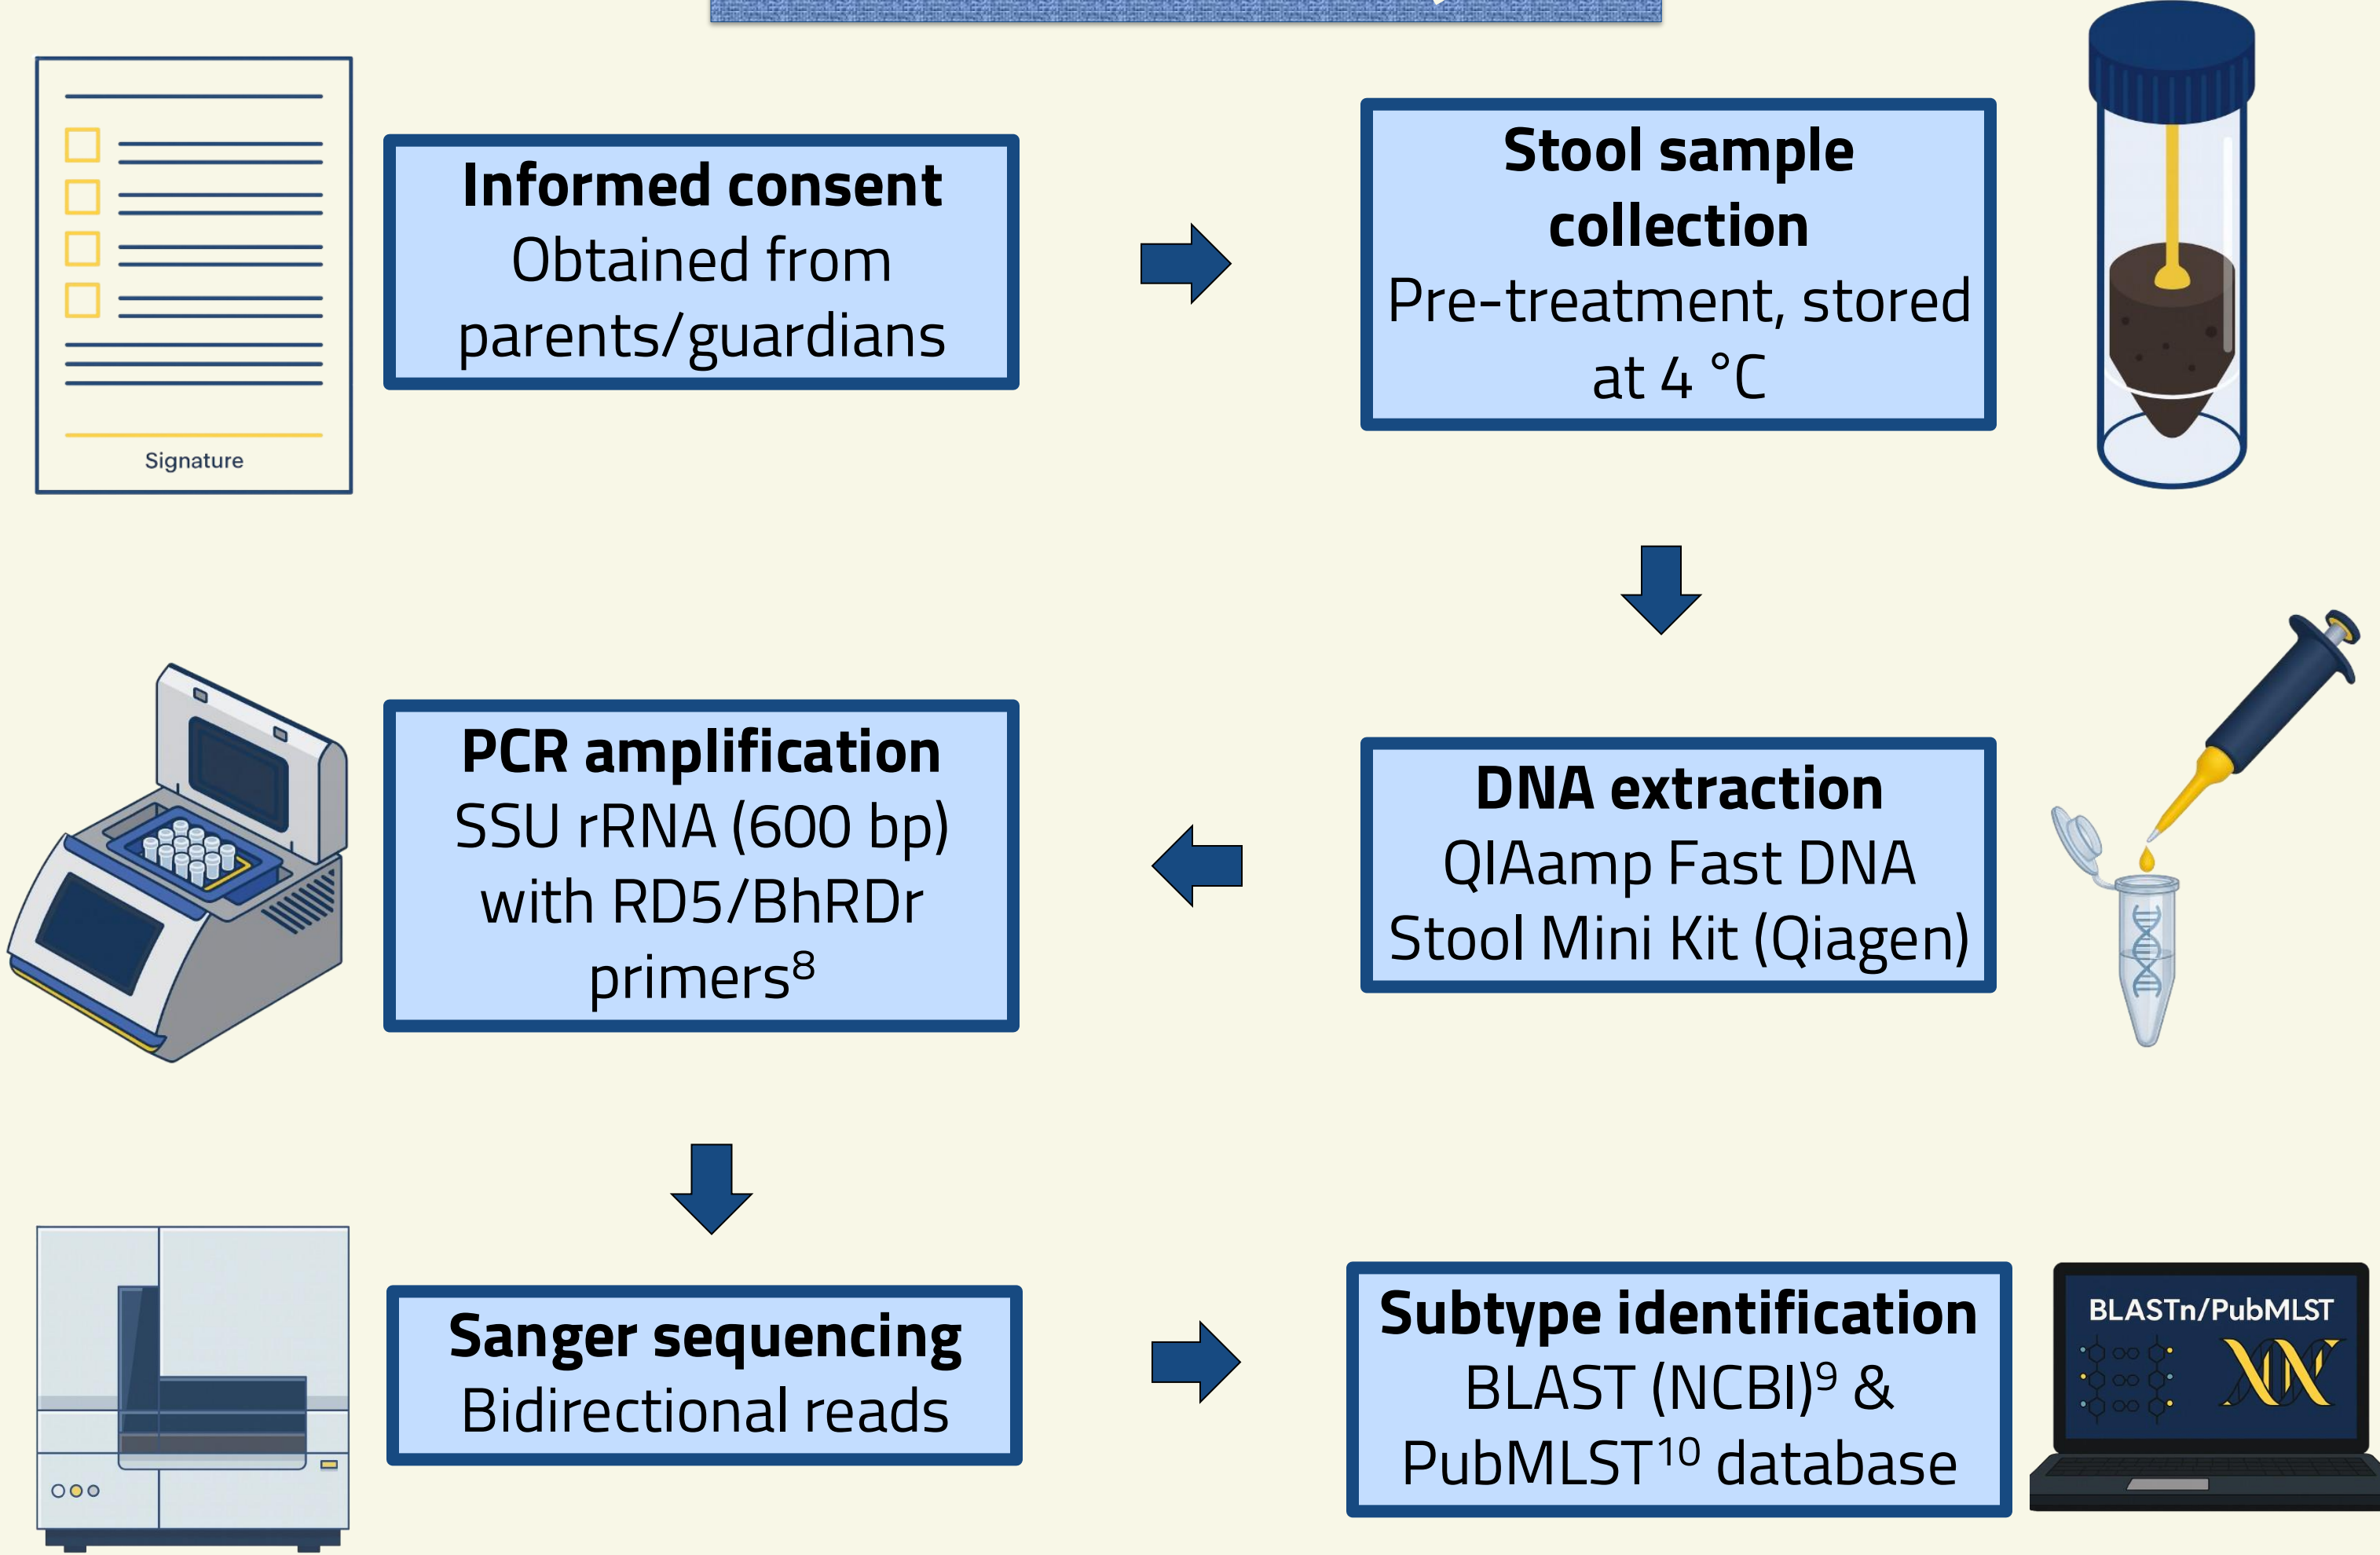 Informed consent
Obtained from
parents/guardians
Signature
Stool sample
collection
Pre-treatment, stored
at 4 °C
DNA extraction
QIAamp Fast DNA
Stool Mini Kit (Qiagen)
PCR amplification
SSU rRNA (600 bp)
with RD5/BhRDr
primers⁸
Sanger sequencing
Bidirectional reads
Subtype identification
BLAST (NCBI)⁹ &
PubMLST¹⁰ database
BLASTn/PubMLST